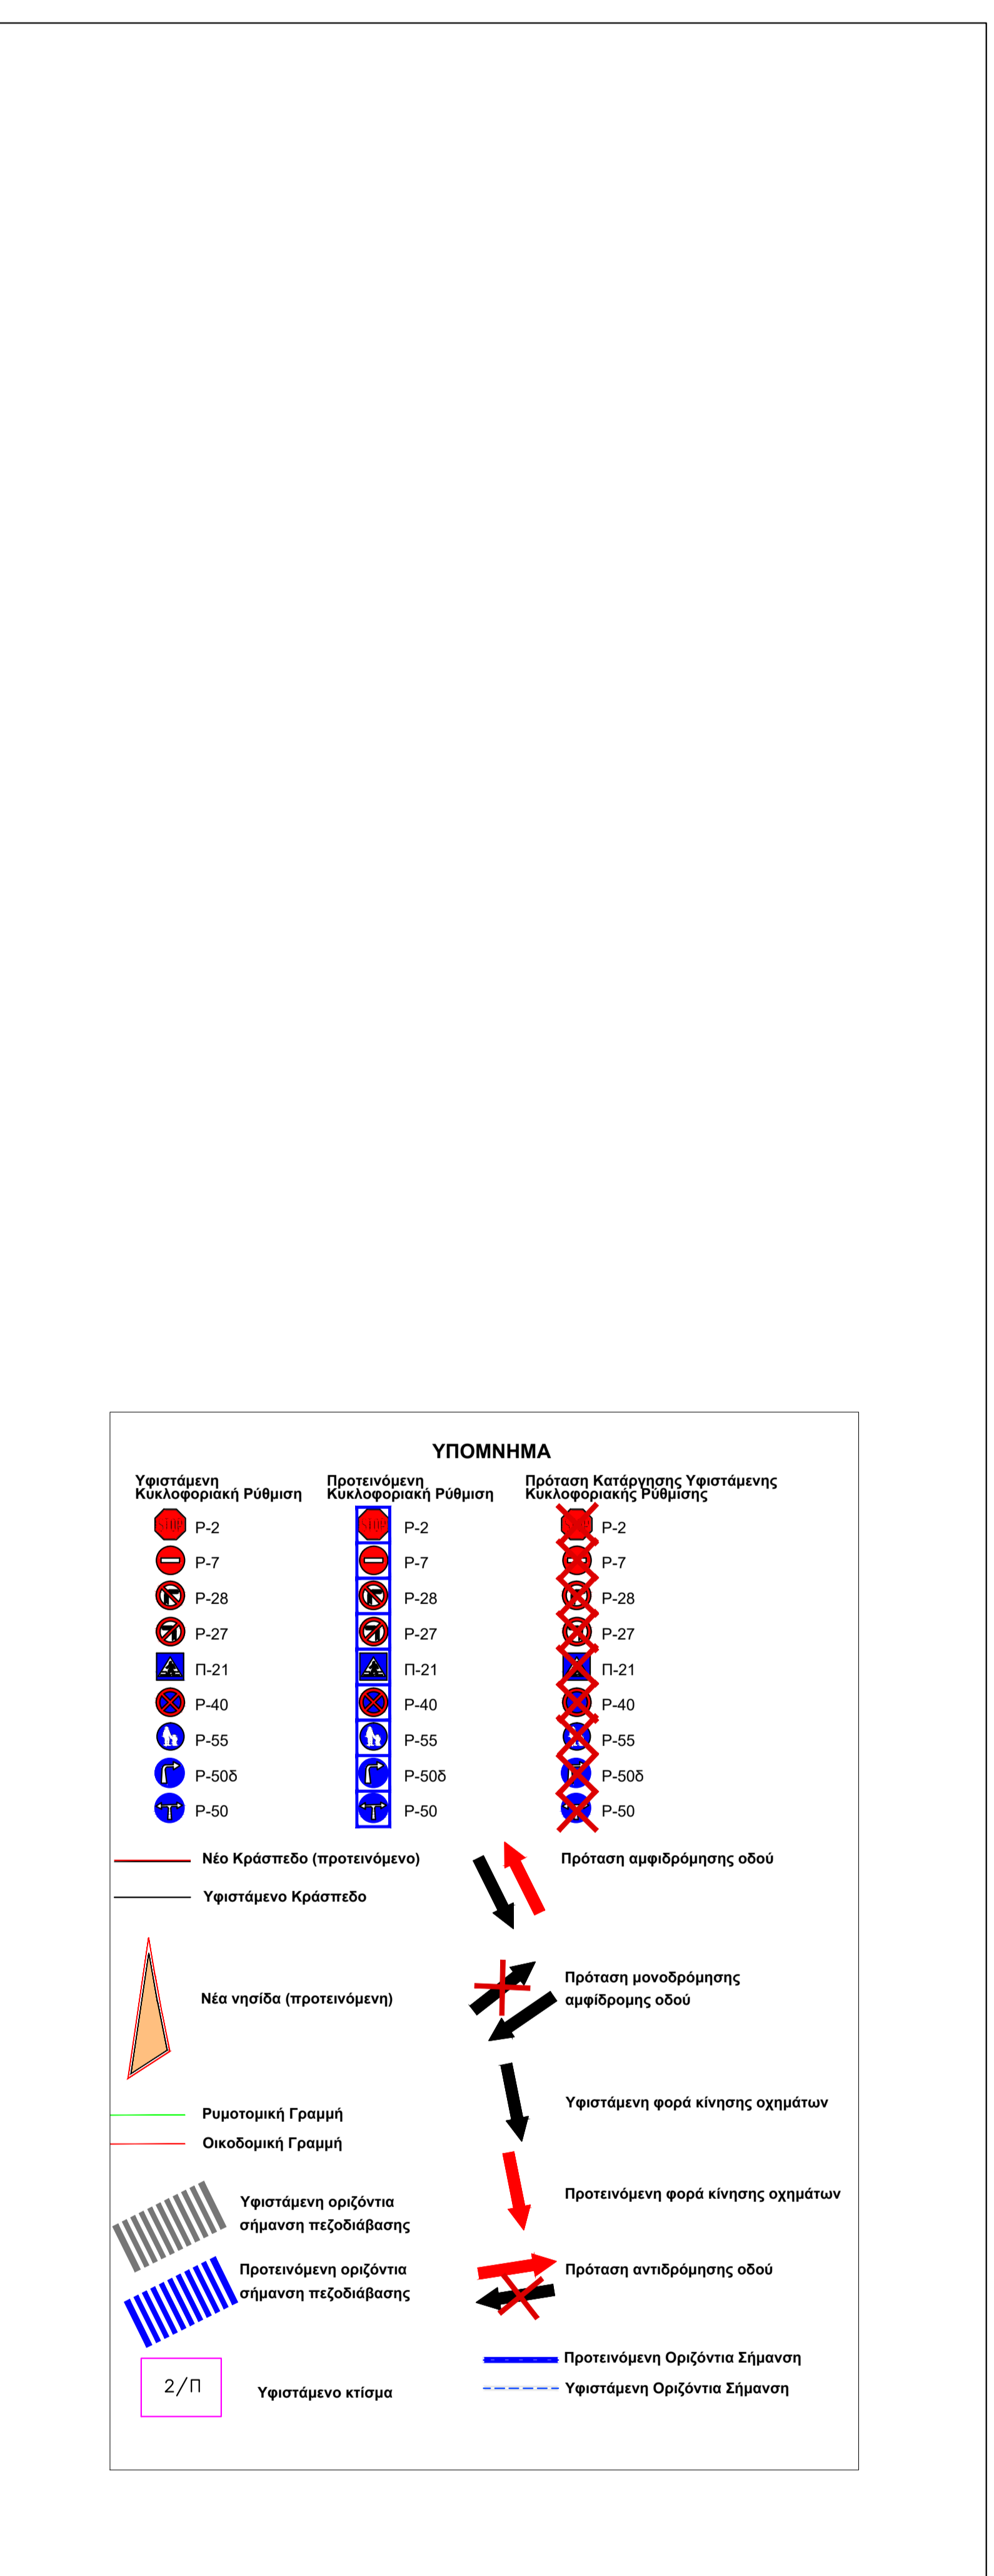 ΥΠΟΜΝΗΜΑ
Υφιστάμενη
Κυκλοφοριακή Ρύθμιση
Προτεινόμενη
Κυκλοφοριακή Ρύθμιση
Πρόταση Κατάργησης Υφιστάμενης
Κυκλοφοριακής Ρύθμισης
STOP Ρ-2 STOP Ρ-2 Ρ-2
Ρ-7 Ρ-7 Ρ-7
Ρ-28 Ρ-28 Ρ-28
Ρ-27 Ρ-27 Ρ-27
Π-21 Π-21 Π-21
Ρ-40 Ρ-40 Ρ-40
Ρ-55 Ρ-55 Ρ-55
Ρ-50δ Ρ-50δ Ρ-50δ
Ρ-50 Ρ-50 Ρ-50
Νέο Κράσπεδο (προτεινόμενο)
Υφιστάμενο Κράσπεδο
Νέα νησίδα (προτεινόμενη)
Ρυμοτομική Γραμμή
Οικοδομική Γραμμή
Υφιστάμενη οριζόντια
σήμανση πεζοδιάβασης
Προτεινόμενη οριζόντια
σήμανση πεζοδιάβασης
2/Π
Υφιστάμενο κτίσμα
Πρόταση αμφιδρόμησης οδού
Πρόταση μονοδρόμησης
αμφίδρομης οδού
Υφιστάμενη φορά κίνησης οχημάτων
Προτεινόμενη φορά κίνησης οχημάτων
Πρόταση αντιδρόμησης οδού
Προτεινόμενη Οριζόντια Σήμανση
Υφιστάμενη Οριζόντια Σήμανση